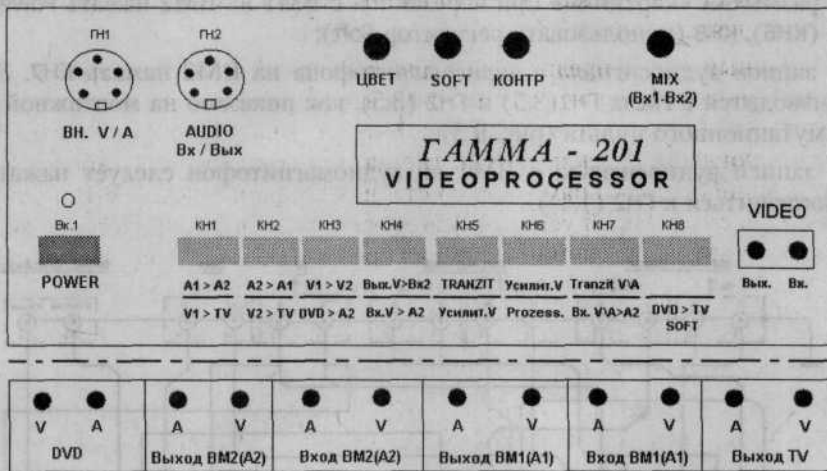 (КН6),
ГН1 ГН2
ЦВЕТ SOFT КОНТР MIX
(Вх1-Вх2)
ВН. V / A AUDIO
Вх / Вых
ГАММА - 201
VIDEOPROCESSOR
Вк.1 КН1 КН2 КН3 КН4 КН5 КН6 КН7 КН8 VIDEO
POWER
Вых. Вх.
A1 > A2 A2 > A1 V1 > V2 Вых.V>Вх2 TRANZIT Усилит.V Tranzit V\A
V1 > TV V2 > TV DVD > A2 Вх.V > A2 Усилит.V Prozess. Вх. V\A>A2 DVD > TV
SOFT
V A A V A V A V A V A V
DVD Выход ВМ2(А2) Вход ВМ2(А2) Выход ВМ1(А1) Вход ВМ1(А1) Выход TV